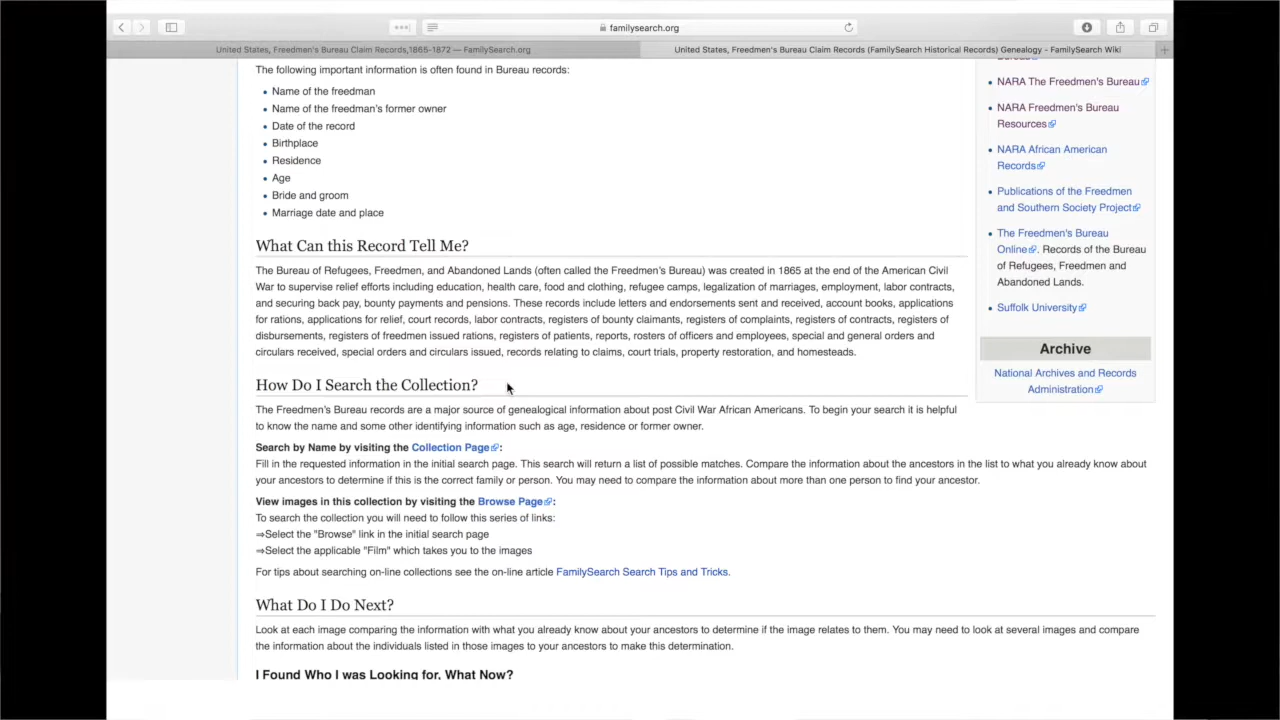 familysearch.org
United States, Freedmen's Bureau Claim Records,1865-1872 — FamilySearch.org
United States, Freedmen's Bureau Claim Records (FamilySearch Historical Records) Genealogy - FamilySearch Wiki
The following important information is often found in Bureau records:
Name of the freedman
Name of the freedman's former owner
Date of the record
Birthplace
Residence
Age
Bride and groom
Marriage date and place
What Can this Record Tell Me?
The Bureau of Refugees, Freedmen, and Abandoned Lands (often called the Freedmen's Bureau) was created in 1865 at the end of the American Civil
War to supervise relief efforts including education, health care, food and clothing, refugee camps, legalization of marriages, employment, labor contracts,
and securing back pay, bounty payments and pensions. These records include letters and endorsements sent and received, account books, applications
for rations, applications for relief, court records, labor contracts, registers of bounty claimants, registers of complaints, registers of contracts, registers of
disbursements, registers of freedmen issued rations, registers of patients, reports, rosters of officers and employees, special and general orders and
circulars received, special orders and circulars issued, records relating to claims, court trials, property restoration, and homesteads.
How Do I Search the Collection?
The Freedmen's Bureau records are a major source of genealogical information about post Civil War African Americans. To begin your search it is helpful
to know the name and some other identifying information such as age, residence or former owner.
Search by Name by visiting the Collection Page:
Fill in the requested information in the initial search page. This search will return a list of possible matches. Compare the information about the ancestors in the list to what you already know about
your ancestors to determine if this is the correct family or person. You may need to compare the information about more than one person to find your ancestor.
View images in this collection by visiting the Browse Page:
To search the collection you will need to follow this series of links:
⇒Select the "Browse" link in the initial search page
⇒Select the applicable "Film" which takes you to the images
For tips about searching on-line collections see the on-line article FamilySearch Search Tips and Tricks.
What Do I Do Next?
Look at each image comparing the information with what you already know about your ancestors to determine if the image relates to them. You may need to look at several images and compare
the information about the individuals listed in those images to your ancestors to make this determination.
I Found Who I was Looking for, What Now?
Bureau
NARA The Freedmen's Bureau
NARA Freedmen's Bureau
Resources
NARA African American
Records
Publications of the Freedmen
and Southern Society Project
The Freedmen's Bureau
Online. Records of the Bureau
of Refugees, Freedmen and
Abandoned Lands.
Suffolk University
Archive
National Archives and Records
Administration